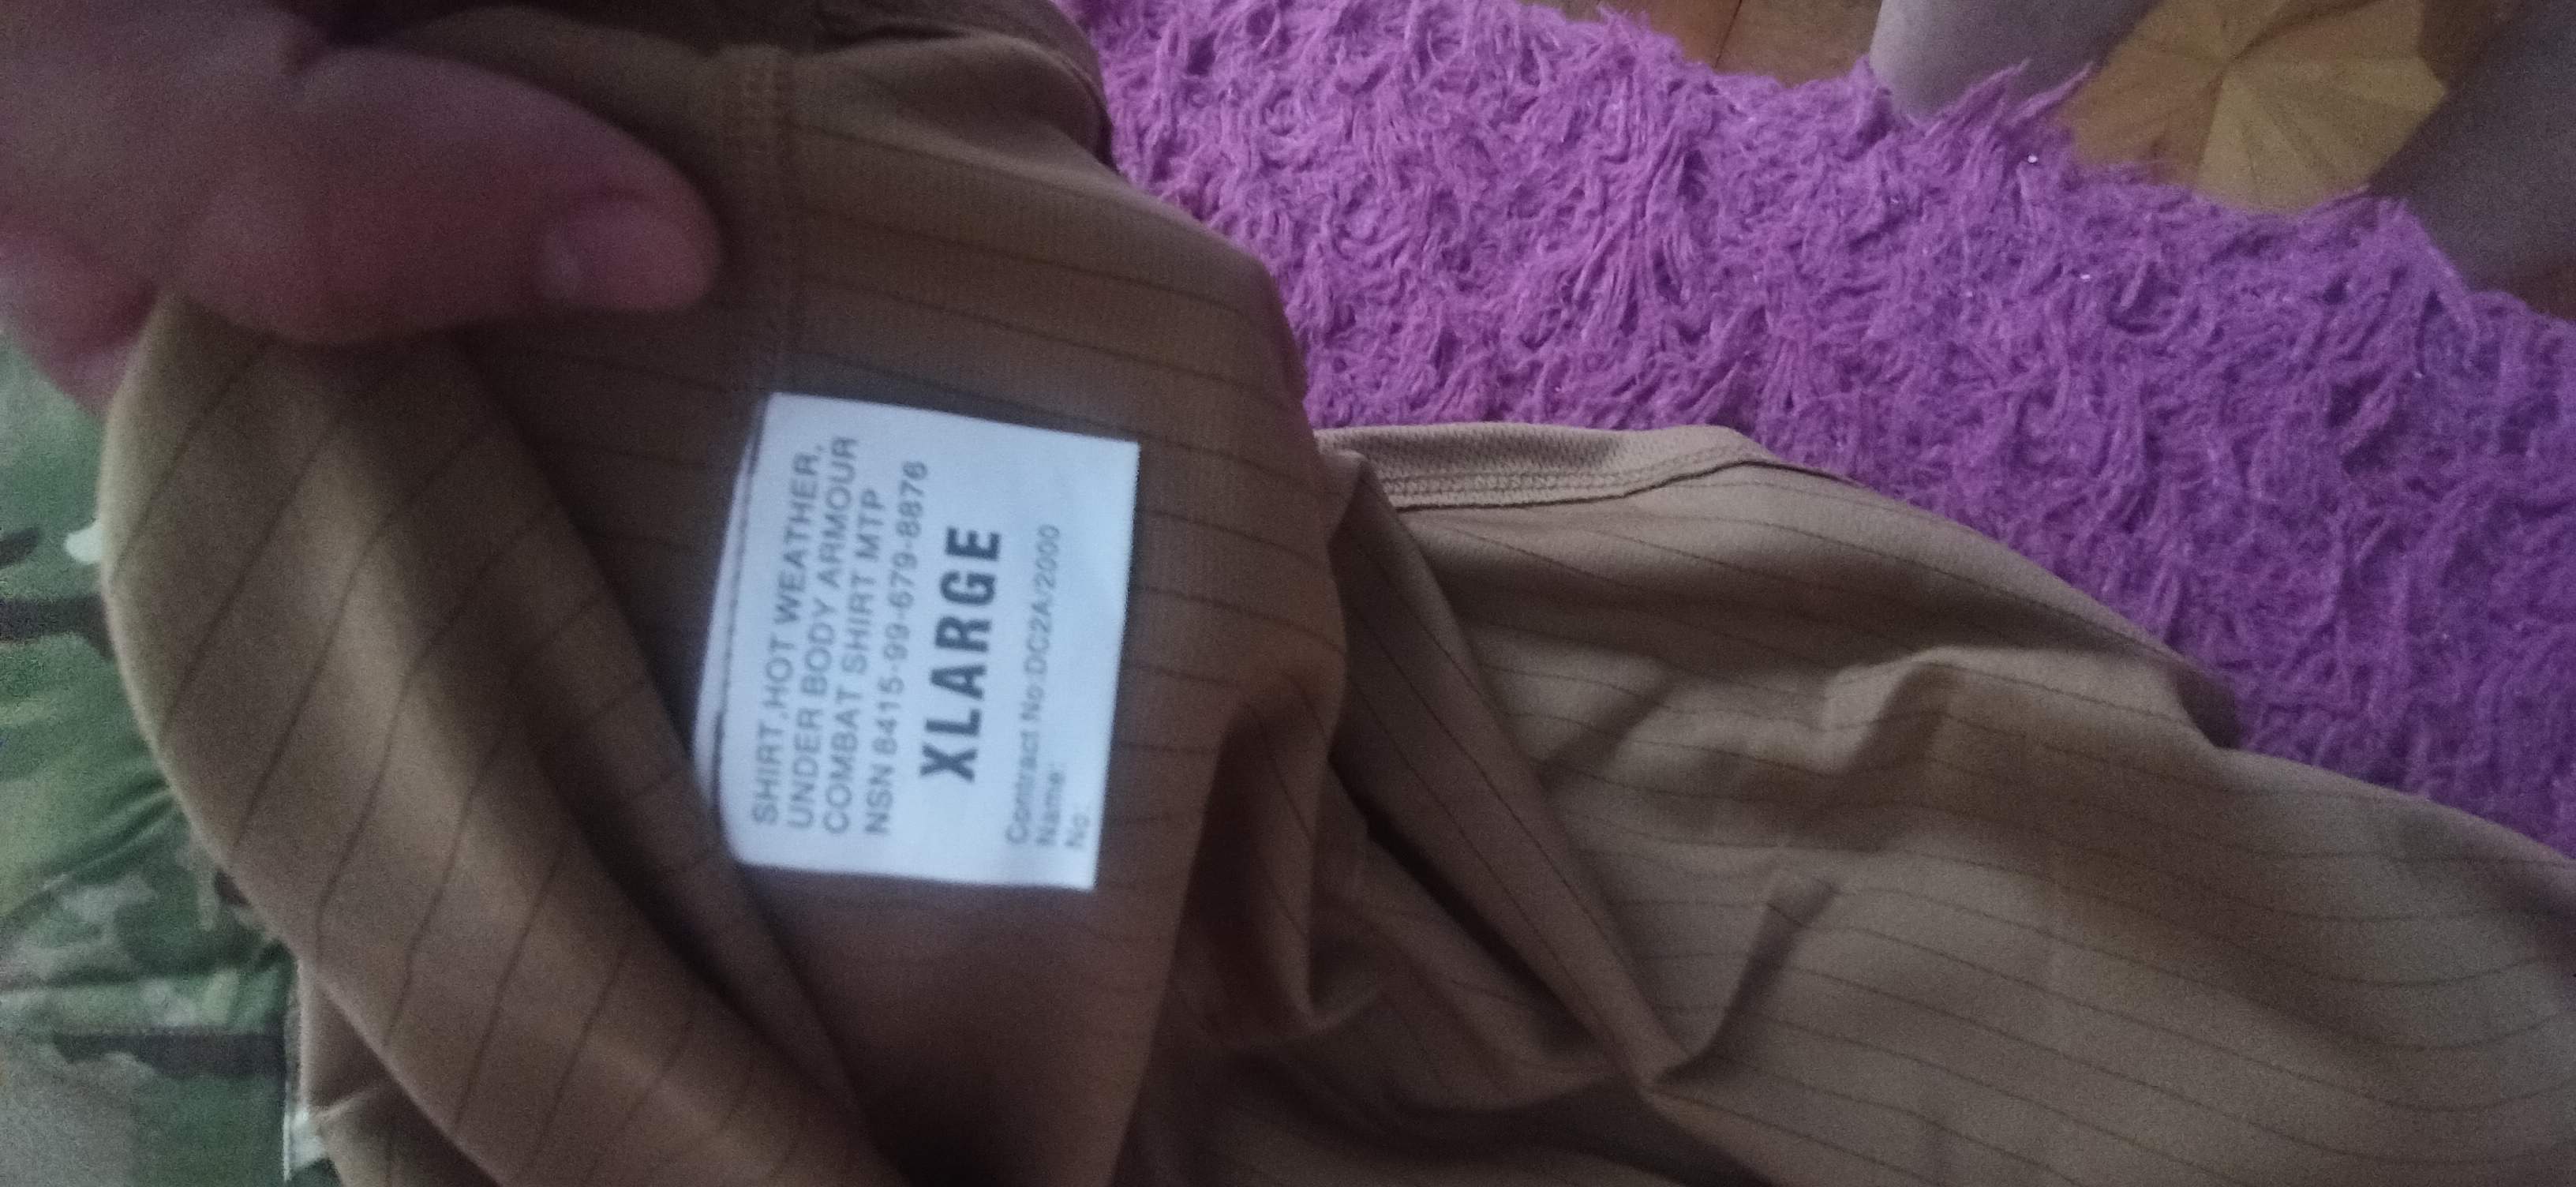 SHIRT,HOT WEATHER,
UNDER BODY ARMOUR
COMBAT SHIRT MTP
NSN 8415-99-679-8876
XLARGE
Contract No:DC2A/2000
Name:
No: